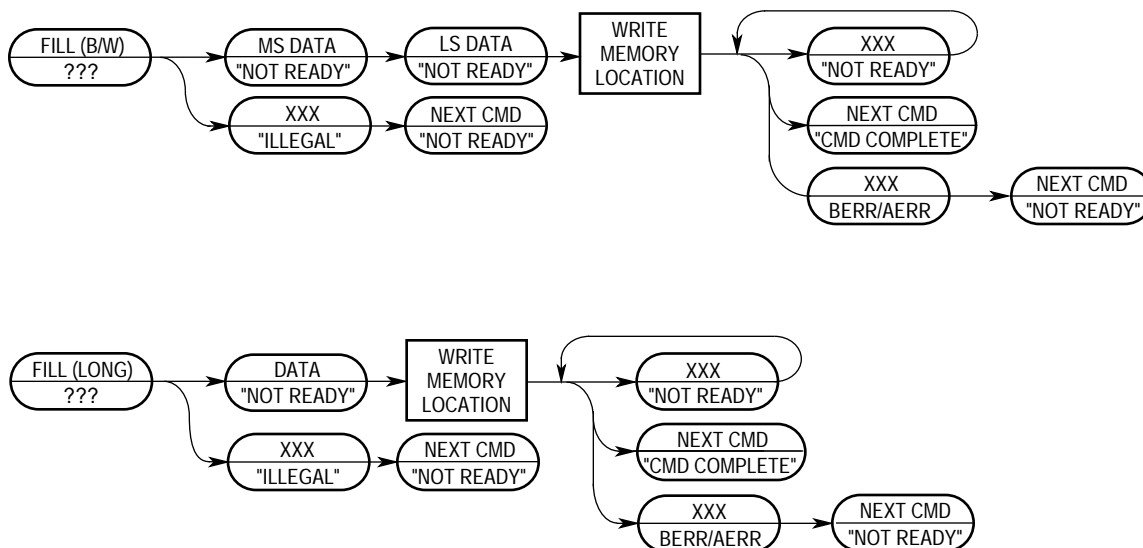 FILL (B/W)
???
MS DATA
"NOT READY"
LS DATA
"NOT READY"
WRITE
MEMORY
LOCATION
XXX
"NOT READY"
XXX
"ILLEGAL"
NEXT CMD
"NOT READY"
NEXT CMD
"CMD COMPLETE"
XXX
BERR/AERR
NEXT CMD
"NOT READY"
FILL (LONG)
???
DATA
"NOT READY"
WRITE
MEMORY
LOCATION
XXX
"NOT READY"
XXX
"ILLEGAL"
NEXT CMD
"NOT READY"
NEXT CMD
"CMD COMPLETE"
XXX
BERR/AERR
NEXT CMD
"NOT READY"